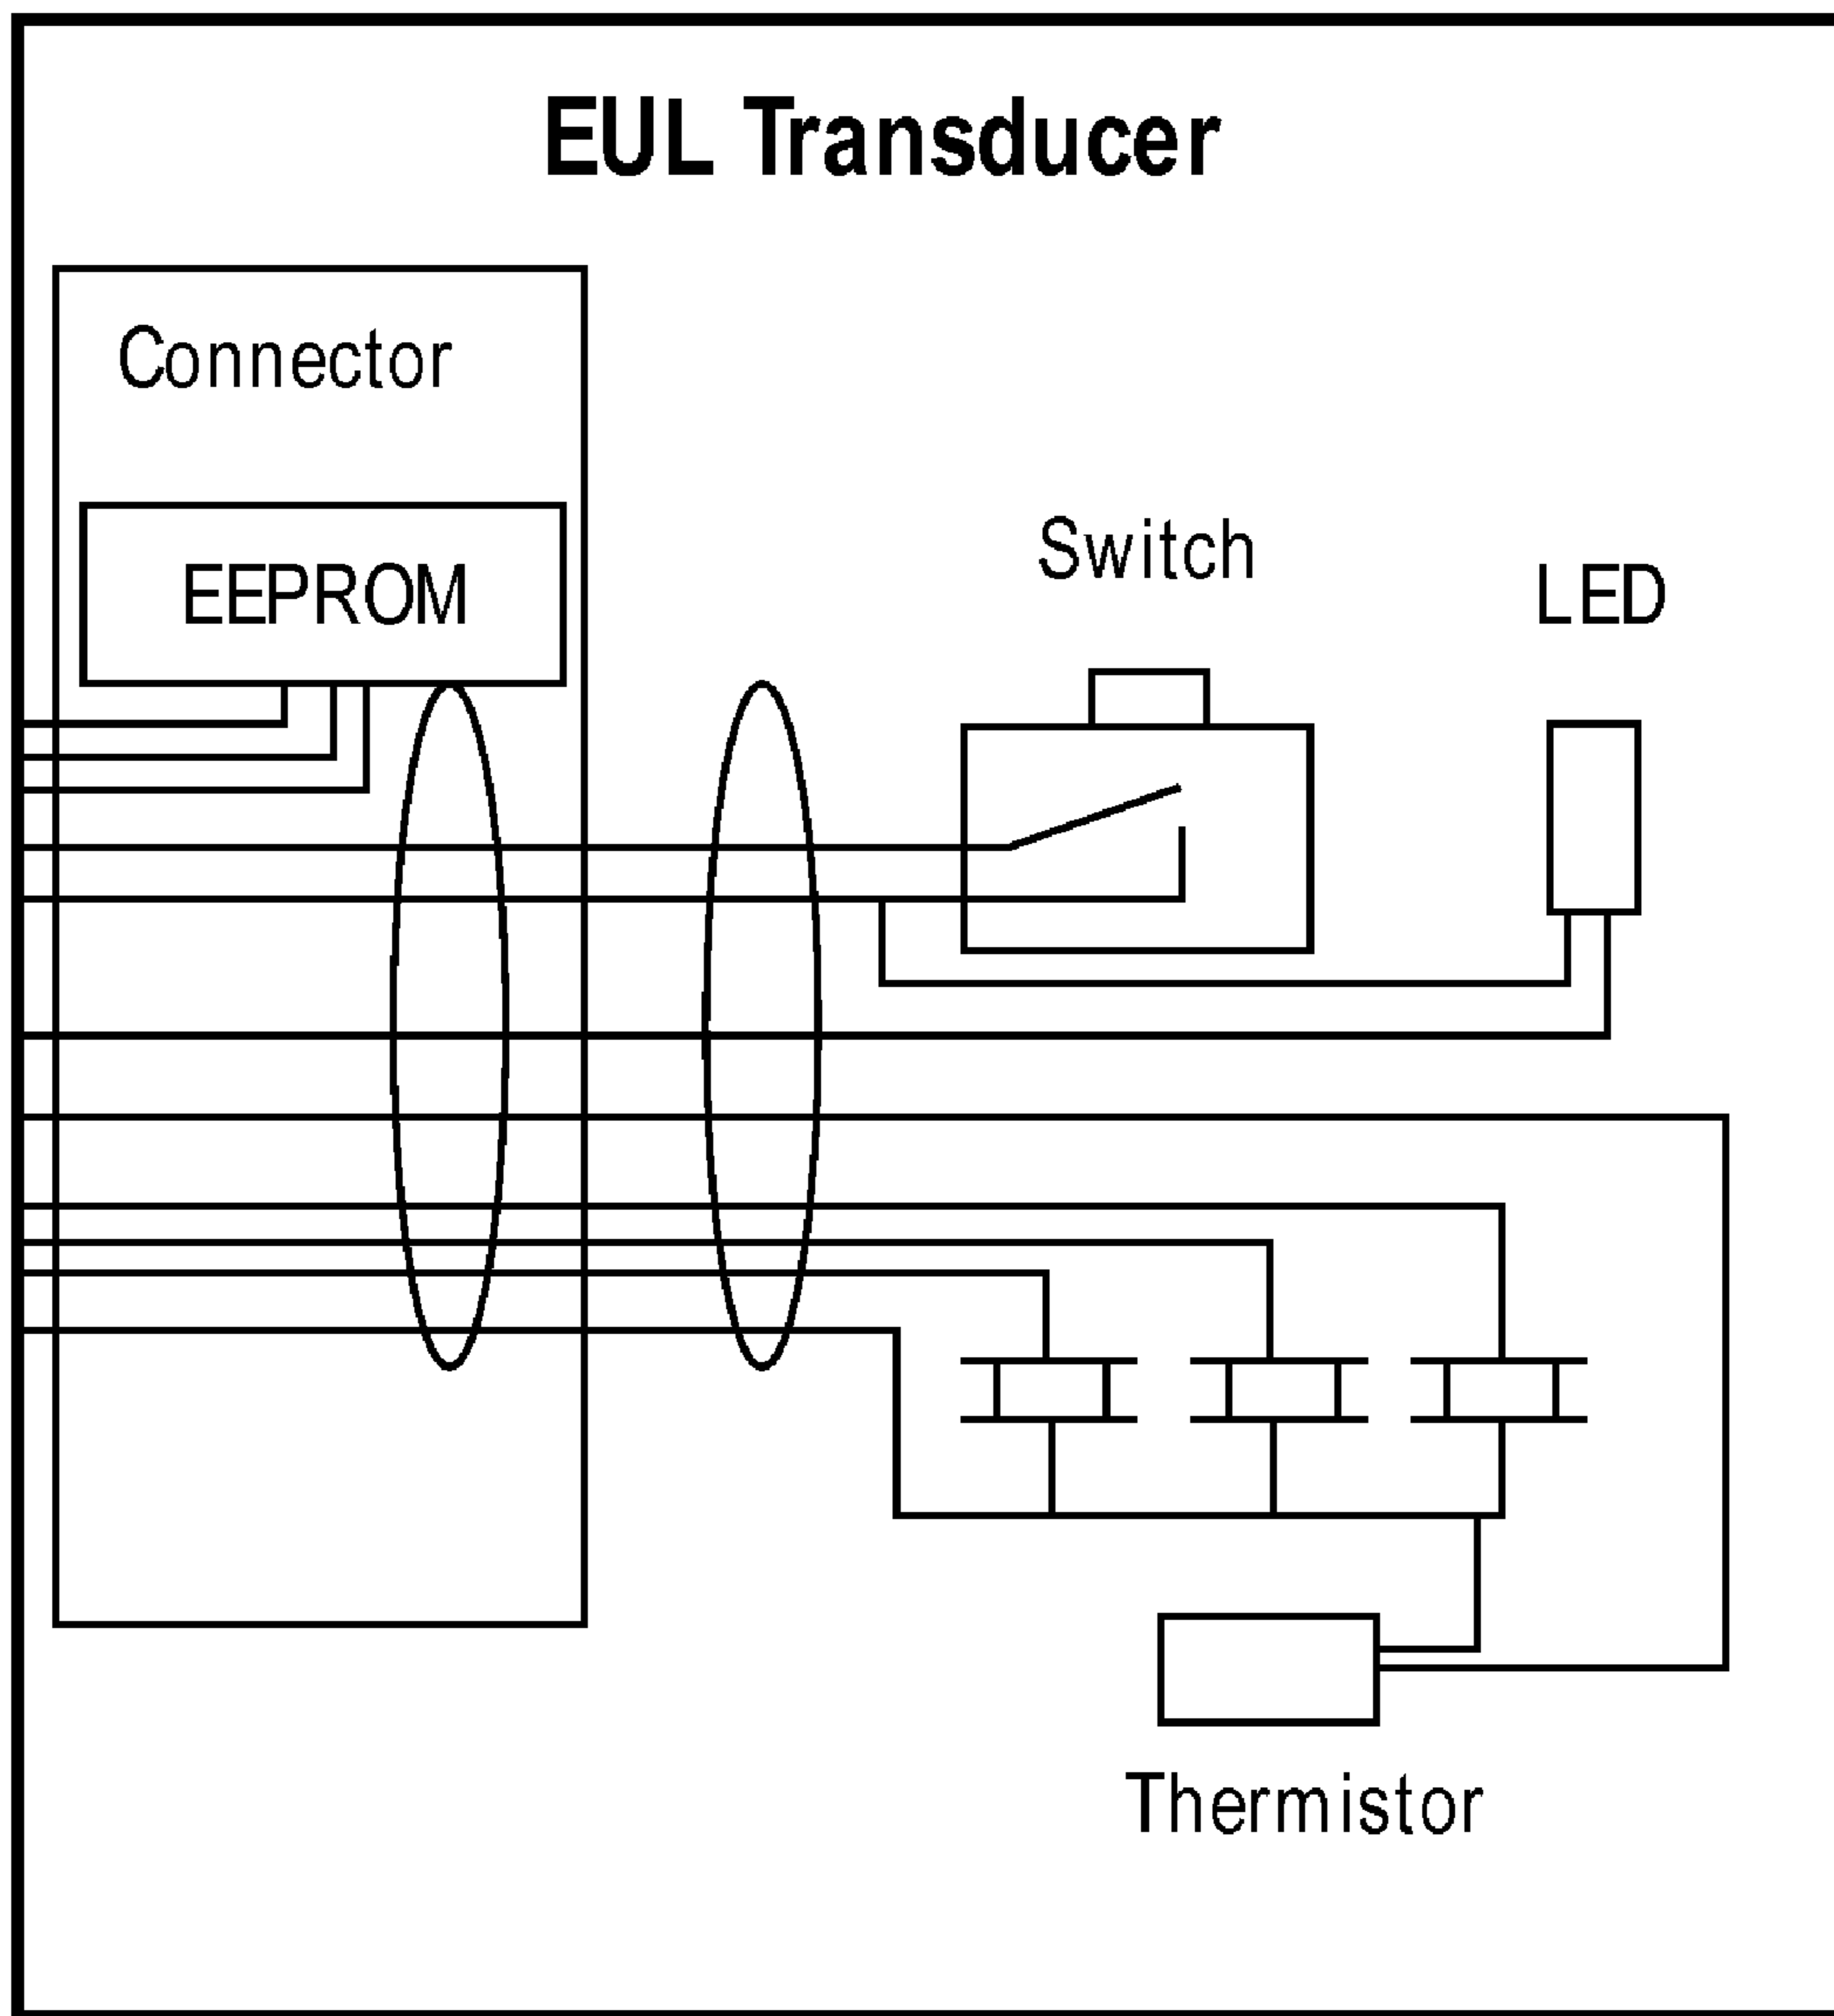 EUL Transducer
Connector
EEPROM
Switch
LED
Thermistor